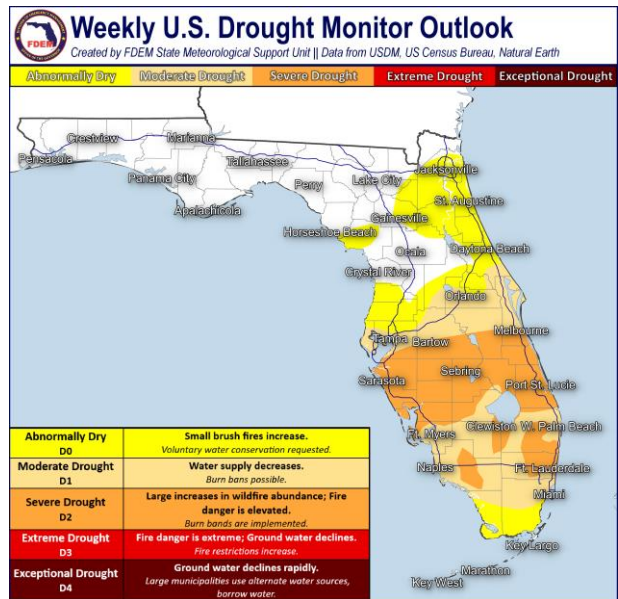 FDEM
Weekly U.S. Drought Monitor Outlook
Created by FDEM State Meteorological Support Unit || Data from USDM, US Census Bureau, Natural Earth
Abnormally Dry Moderate Drought Severe Drought Extreme Drought Exceptional Drought
Crestview
Marianna
Pensacola
Tallahassee
Jacksonville
Panama City
Perry
Lake City
Apalachicola
St. Augustine
Gainesville
Horseshoe Beach
Ocala
Daytona Beach
Crystal River
Orlando
Tampa
Bartow
Melbourne
Sarasota
Sebring
Port St. Lucie
Ft. Myers
Clewiston
W. Palm Beach
Naples
Ft. Lauderdale
Miami
Key Largo
Marathon
Key West
Abnormally Dry
D0
Small brush fires increase.
Voluntary water conservation requested.
Moderate Drought
D1
Water supply decreases.
Burn bans possible.
Severe Drought
D2
Large increases in wildfire abundance; Fire
danger is elevated.
Burn bands are implemented.
Extreme Drought
D3
Fire danger is extreme; Ground water declines.
Fire restrictions increase.
Exceptional Drought
D4
Ground water declines rapidly.
Large municipalities use alternate water sources,
borrow water.